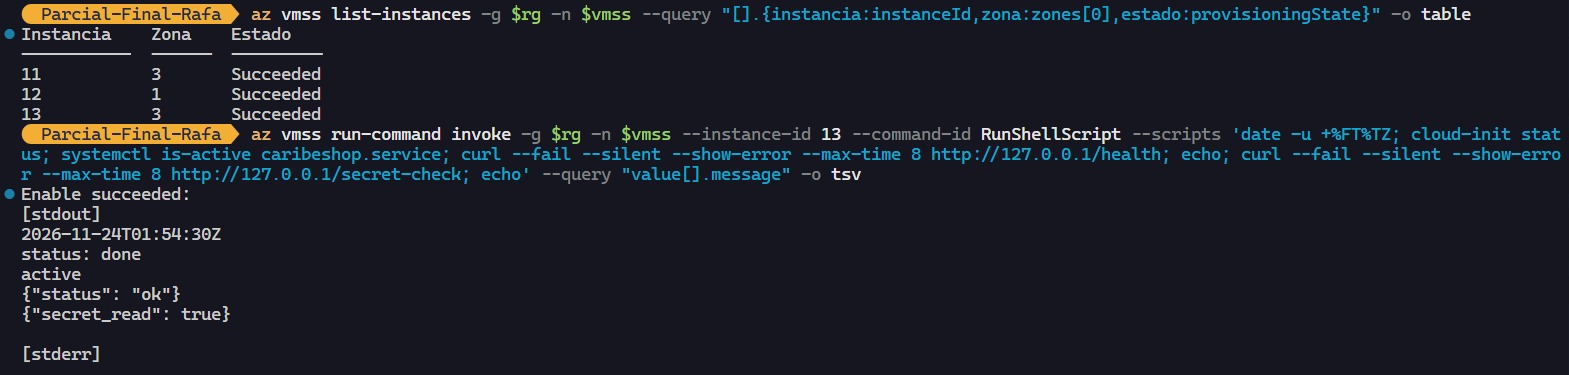 Parcial-Final-Rafa az vmss list-instances -g $rg -n $vmss --query "[].{instancia:instanceId,zona:zones[0],estado:provisioningState}" -o table
Instancia Zona Estado
11 3 Succeeded
12 1 Succeeded
13 3 Succeeded
Parcial-Final-Rafa az vmss run-command invoke -g $rg -n $vmss --instance-id 13 --command-id RunShellScript --scripts 'date -u +%FT%TZ; cloud-init stat
us; systemctl is-active caribeshop.service; curl --fail --silent --show-error --max-time 8 http://127.0.0.1/health; echo; curl --fail --silent --show-erro
r --max-time 8 http://127.0.0.1/secret-check; echo' --query "value[].message" -o tsv
Enable succeeded:
[stdout]
2026-11-24T01:54:30Z
status: done
active
{"status": "ok"}
{"secret_read": true}
[stderr]